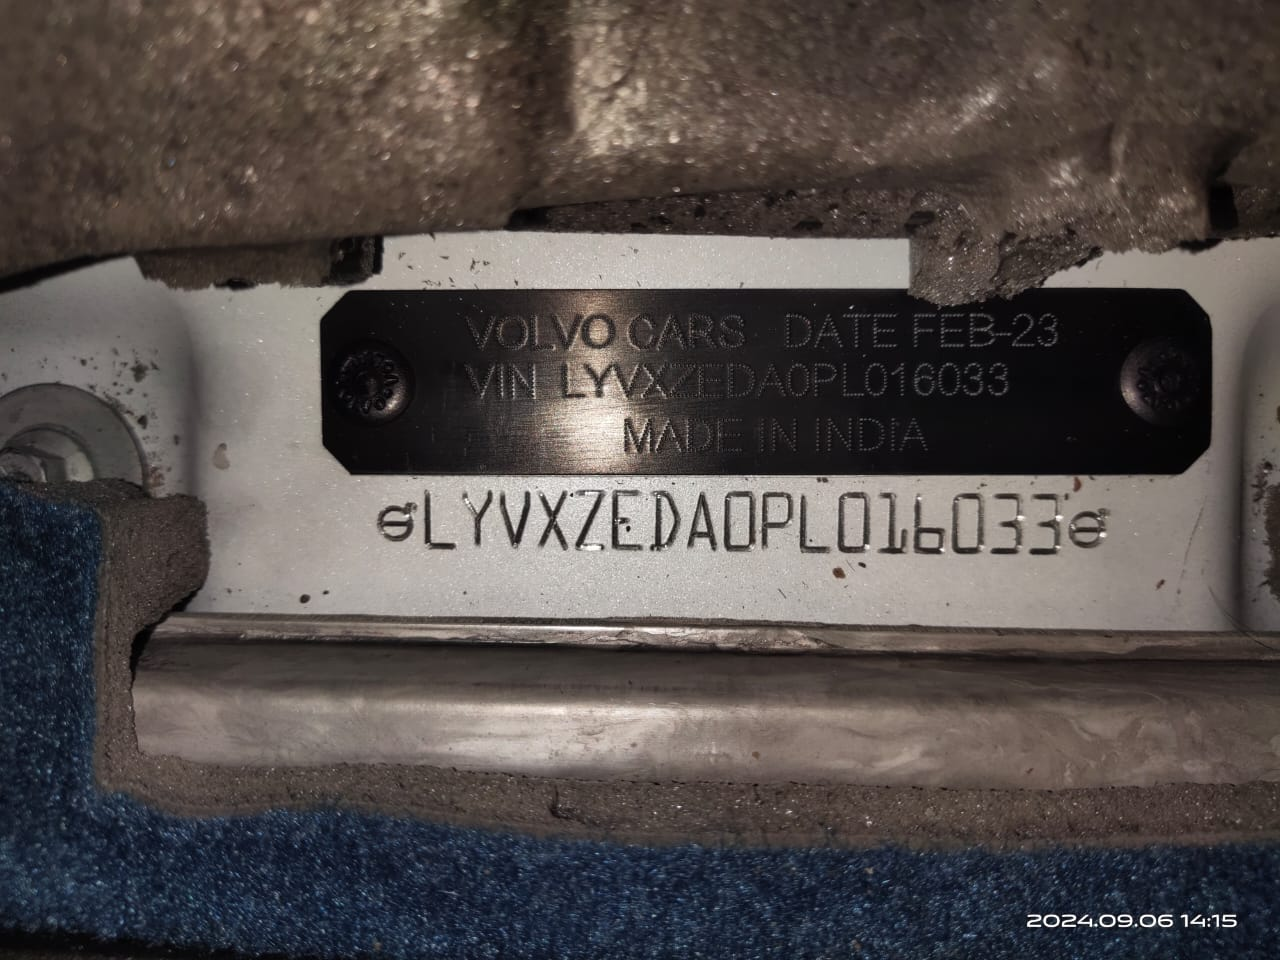 VOLVO CARS DATE FEB-23
VIN LYVXZEDA0PL016033
MADE IN INDIA
LYVXZEDA0PL016033
2024.09.06 14:15